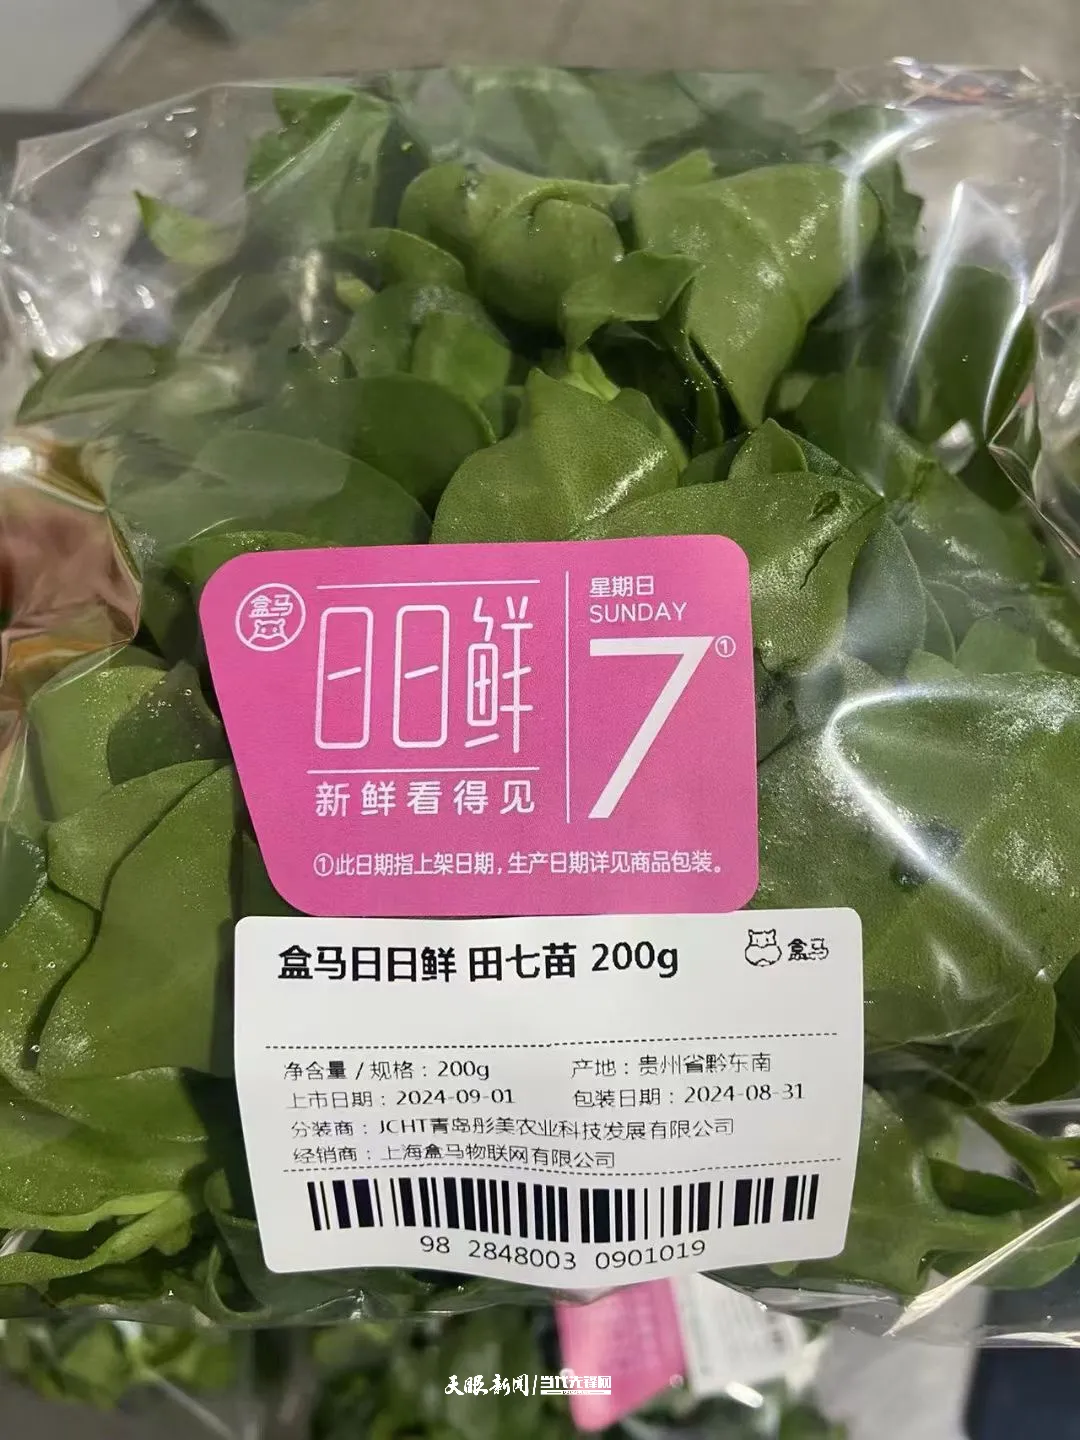 盒马
日日鲜
新鲜看得见
星期日
SUNDAY
7①
①此日期指上架日期，生产日期详见商品包装。
盒马日日鲜 田七苗 200g
盒马
净含量 / 规格：200g
产地：贵州省黔东南
上市日期：2024-09-01
包装日期：2024-08-31
分装商：JCHT青岛彤美农业科技发展有限公司
经销商：上海盒马物联网有限公司
98 2848003 0901019
天眼新闻/当代先锋网